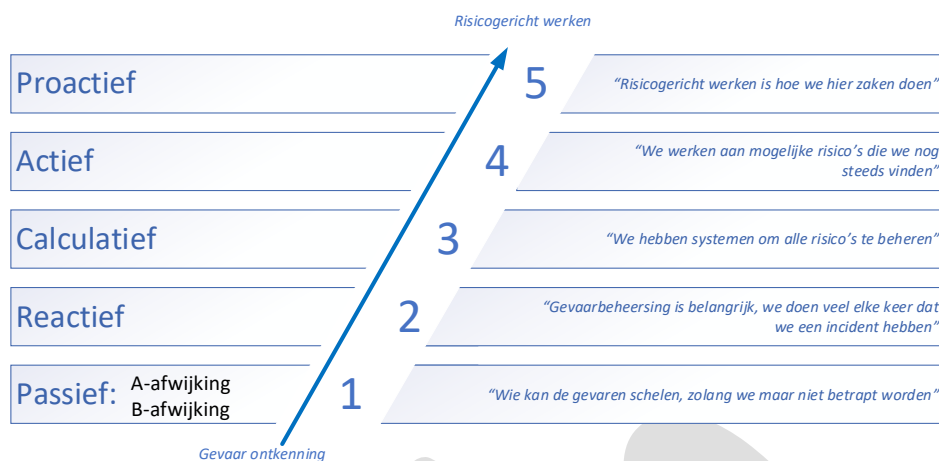 Risicogericht werken
Proactief
5
“Risicogericht werken is hoe we hier zaken doen”
Actief
4
“We werken aan mogelijke risico’s die we nog
steeds vinden”
Calculatief
3
“We hebben systemen om alle risico’s te beheren”
Reactief
2
“Gevaarbeheersing is belangrijk, we doen veel elke keer dat
we een incident hebben”
Passief:
A-afwijking
B-afwijking
1
“Wie kan de gevaren schelen, zolang we maar niet betrapt worden”
Gevaar ontkenning